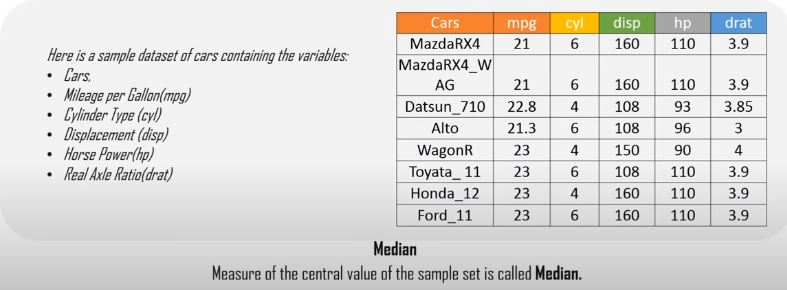 Here is a sample dataset of cars containing the variables:
• Cars,
• Mileage per Gallon(mpg)
• Cylinder Type (cyl)
• Displacement (disp)
• Horse Power(hp)
• Real Axle Ratio(drat)
Cars mpg cyl disp hp drat
MazdaRX4 21 6 160 110 3.9
MazdaRX4_W
AG 21 6 160 110 3.9
Datsun_710 22.8 4 108 93 3.85
Alto 21.3 6 108 96 3
WagonR 23 4 150 90 4
Toyata_ 11 23 6 108 110 3.9
Honda_12 23 4 160 110 3.9
Ford_11 23 6 160 110 3.9
Median
Measure of the central value of the sample set is called Median.